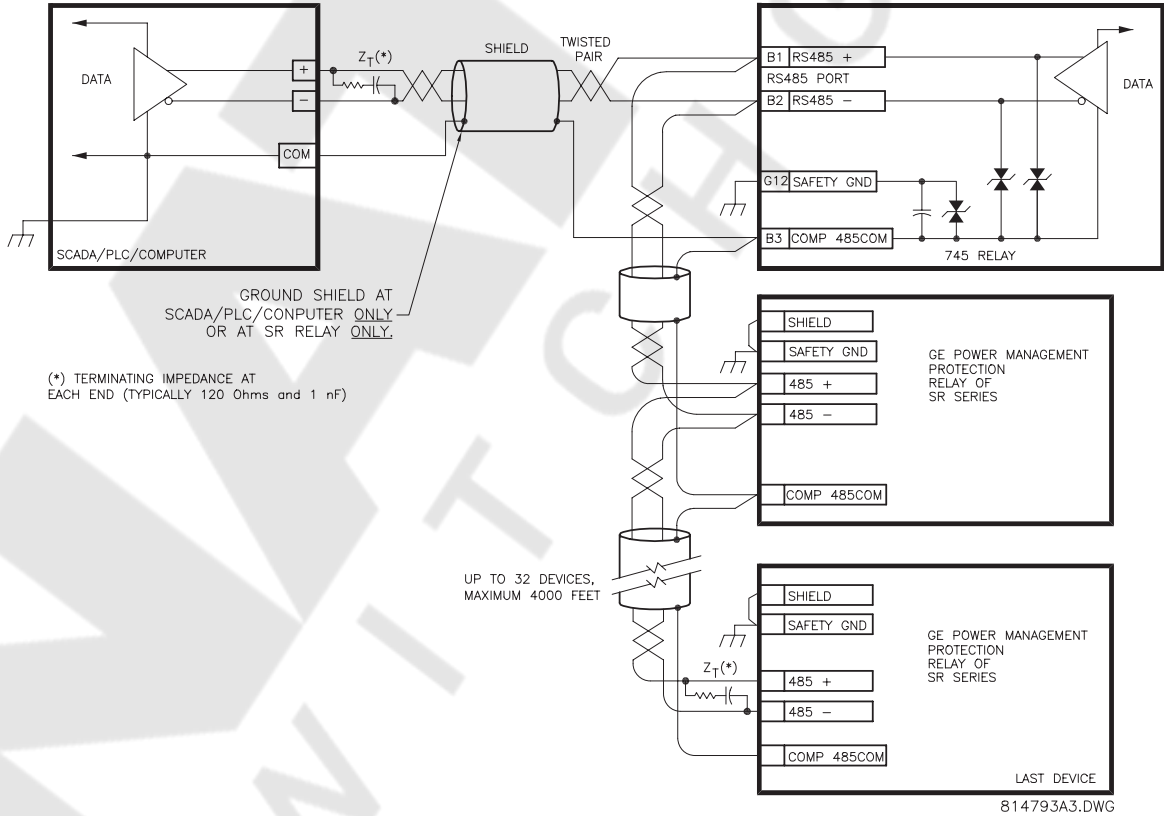 DATA
Z_T(*)
SHIELD
TWISTED
PAIR
+
−
COM
SCADA/PLC/COMPUTER
B1 RS485 +
RS485 PORT
B2 RS485 −
DATA
G12 SAFETY GND
B3 COMP 485COM
745 RELAY
GROUND SHIELD AT
SCADA/PLC/CONPUTER ONLY
OR AT SR RELAY ONLY.
(*) TERMINATING IMPEDANCE AT
EACH END (TYPICALLY 120 Ohms and 1 nF)
SHIELD
SAFETY GND
485 +
485 −
COMP 485COM
GE POWER MANAGEMENT
PROTECTION
RELAY OF
SR SERIES
UP TO 32 DEVICES,
MAXIMUM 4000 FEET
SHIELD
SAFETY GND
Z_T(*)
485 +
485 −
COMP 485COM
GE POWER MANAGEMENT
PROTECTION
RELAY OF
SR SERIES
LAST DEVICE
814793A3.DWG